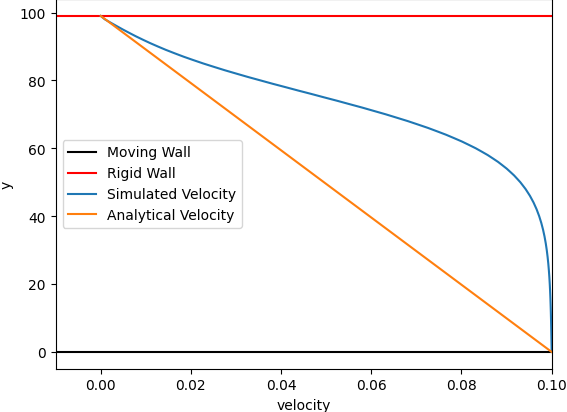 100
80
60
40
20
0
y
Moving Wall
Rigid Wall
Simulated Velocity
Analytical Velocity
0.00 0.02 0.04 0.06 0.08 0.10
velocity